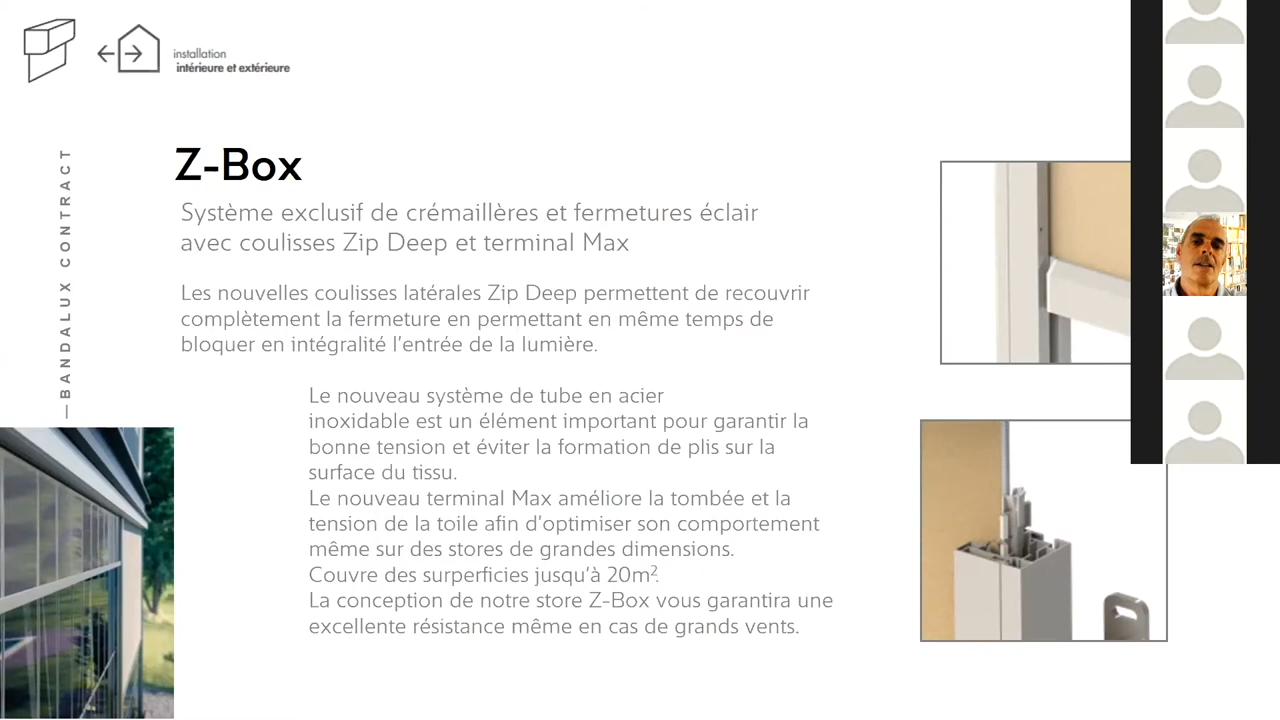 installation
intérieure et extérieure
—BANDALUX CONTRACT
Z-Box
Système exclusif de crémaillères et fermetures éclair
avec coulisses Zip Deep et terminal Max
Les nouvelles coulisses latérales Zip Deep permettent de recouvrir
complètement la fermeture en permettant en même temps de
bloquer en intégralité l'entrée de la lumière.
Le nouveau système de tube en acier
inoxidable est un élément important pour garantir la
bonne tension et éviter la formation de plis sur la
surface du tissu.
Le nouveau terminal Max améliore la tombée et la
tension de la toile afin d'optimiser son comportement
même sur des stores de grandes dimensions.
Couvre des surperficies jusqu'à 20m².
La conception de notre store Z-Box vous garantira une
excellente résistance même en cas de grands vents.